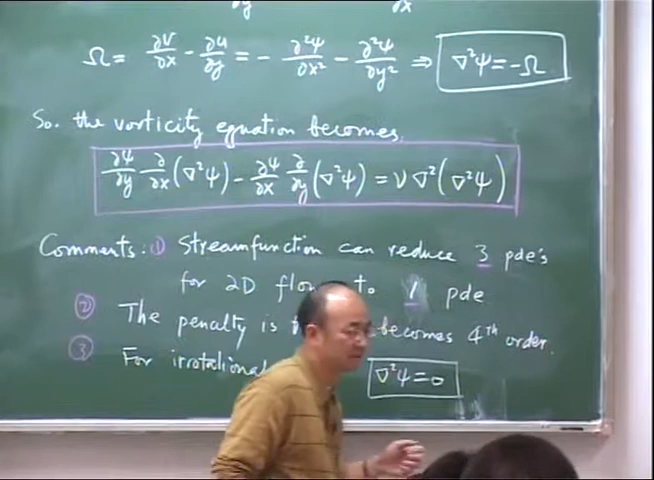 ∂y ∂x
Ω = ∂v/∂x - ∂u/∂y = - ∂²Ψ/∂x² - ∂²Ψ/∂y² ⇒ ∇²Ψ = -Ω
So. the vorticity equation becomes.
∂Ψ/∂y ∂/∂x (∇²Ψ) - ∂Ψ/∂x ∂/∂y (∇²Ψ) = ν ∇² (∇²Ψ)
Comments: ① Streamfunction can reduce 3 pde's
for 2D flow to 1 pde
② The penalty is becomes 4th order.
③ For irrotational ∇²Ψ = 0